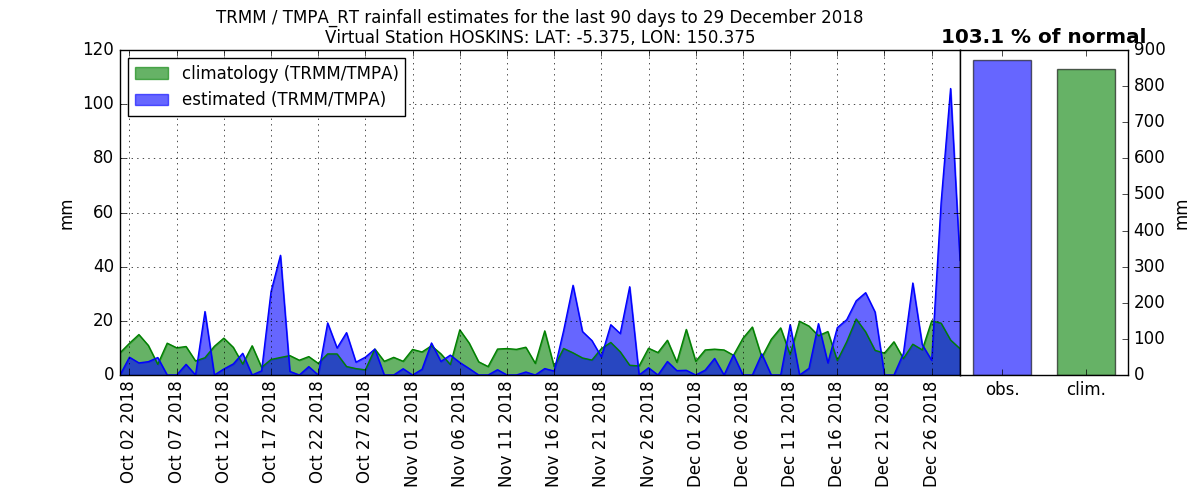 TRMM / TMPA_RT rainfall estimates for the last 90 days to 29 December 2018
Virtual Station HOSKINS: LAT: -5.375, LON: 150.375
103.1 % of normal
climatology (TRMM/TMPA)
estimated (TRMM/TMPA)
mm
120
100
80
60
40
20
0
Oct 02 2018
Oct 07 2018
Oct 12 2018
Oct 17 2018
Oct 22 2018
Oct 27 2018
Nov 01 2018
Nov 06 2018
Nov 11 2018
Nov 16 2018
Nov 21 2018
Nov 26 2018
Dec 01 2018
Dec 06 2018
Dec 11 2018
Dec 16 2018
Dec 21 2018
Dec 26 2018
obs.
clim.
900
800
700
600
500
400
300
200
100
0
mm